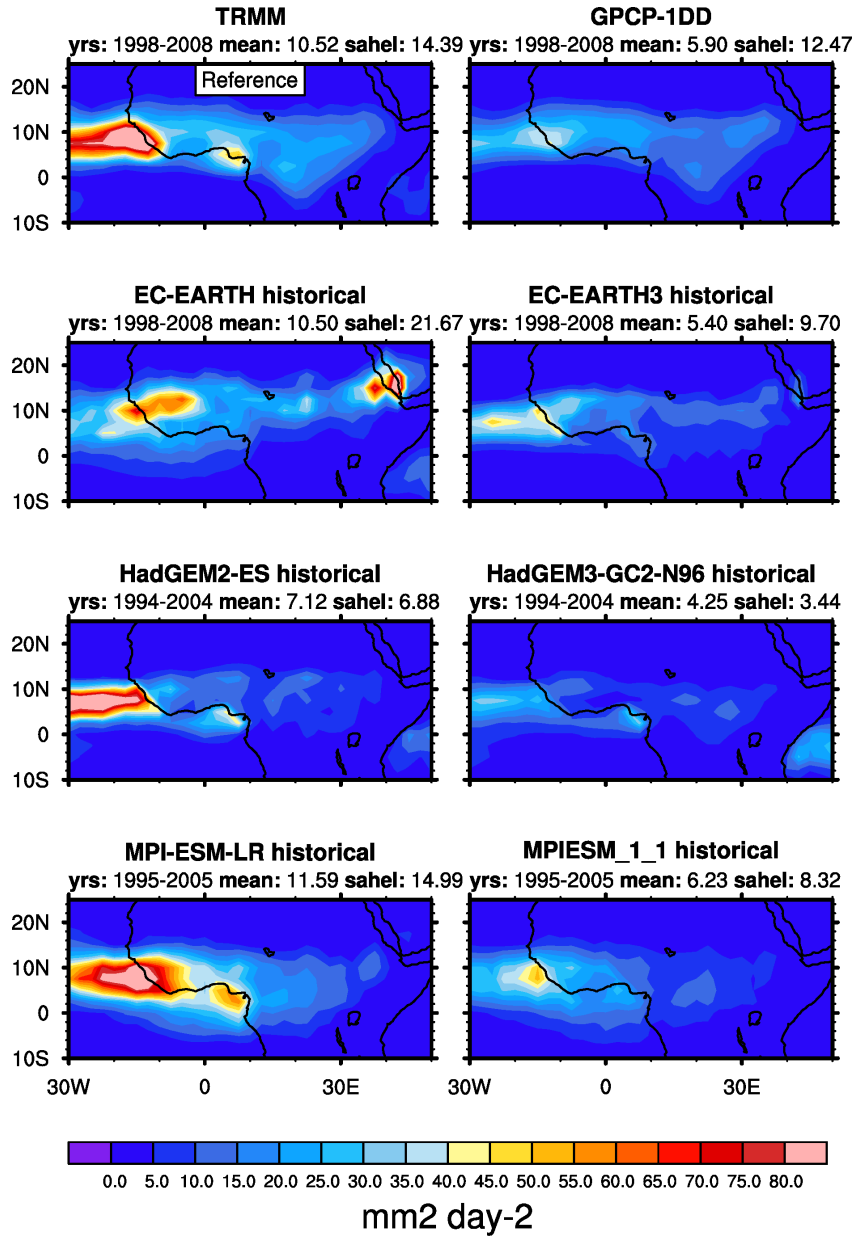 TRMM
yrs: 1998-2008 mean: 10.52 sahel: 14.39
Reference
20N
10N
0
10S
GPCP-1DD
yrs: 1998-2008 mean: 5.90 sahel: 12.47
EC-EARTH historical
yrs: 1998-2008 mean: 10.50 sahel: 21.67
20N
10N
0
10S
EC-EARTH3 historical
yrs: 1998-2008 mean: 5.40 sahel: 9.70
HadGEM2-ES historical
yrs: 1994-2004 mean: 7.12 sahel: 6.88
20N
10N
0
10S
HadGEM3-GC2-N96 historical
yrs: 1994-2004 mean: 4.25 sahel: 3.44
MPI-ESM-LR historical
yrs: 1995-2005 mean: 11.59 sahel: 14.99
20N
10N
0
10S
30W 0 30E
MPIESM_1_1 historical
yrs: 1995-2005 mean: 6.23 sahel: 8.32
30W 0 30E
0.0 5.0 10.0 15.0 20.0 25.0 30.0 35.0 40.0 45.0 50.0 55.0 60.0 65.0 70.0 75.0 80.0
mm2 day-2